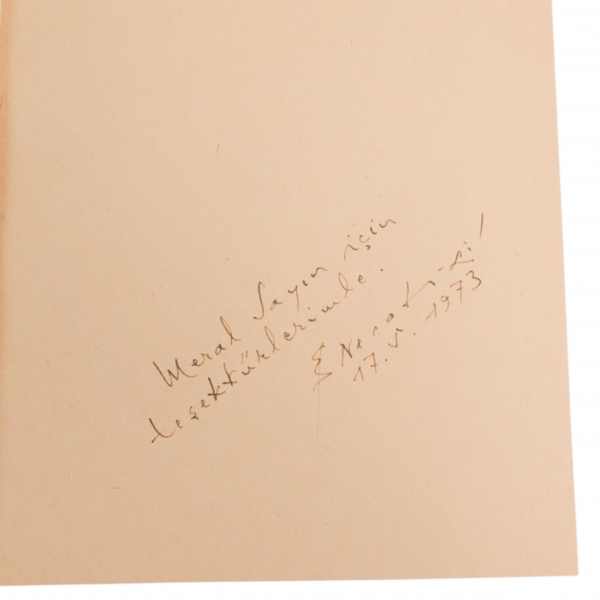 Meral Sayın için
teşekkürlerimle.
17.5.1973